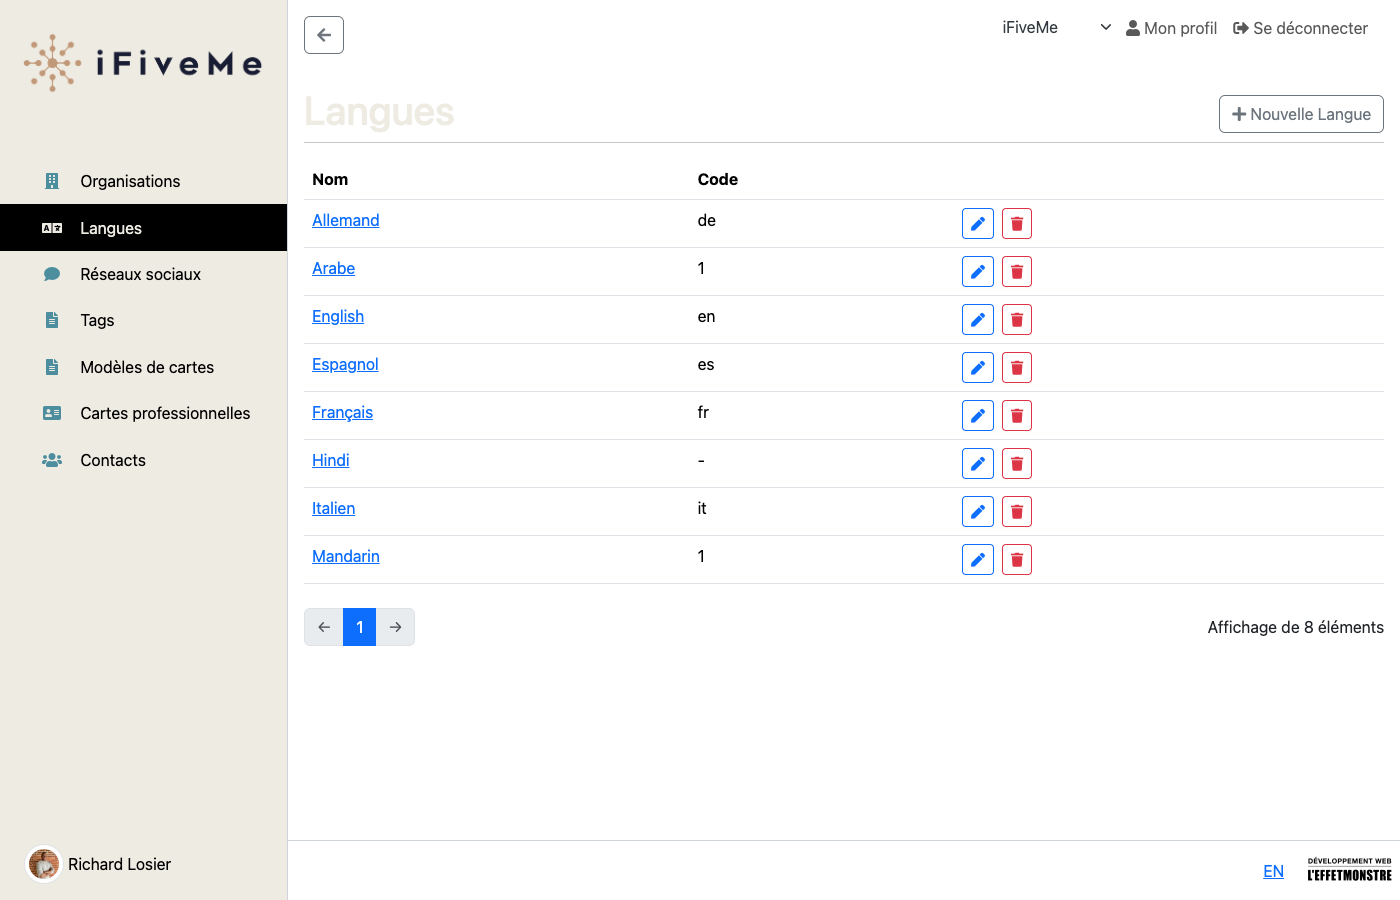 iFiveMe
iFiveMe
Mon profil
Se déconnecter
Organisations
Langues
Réseaux sociaux
Tags
Modèles de cartes
Cartes professionnelles
Contacts
Richard Losier
Langues
Nouvelle Langue
Nom Code
Allemand de
Arabe 1
English en
Espagnol es
Français fr
Hindi -
Italien it
Mandarin 1
← 1 →
Affichage de 8 éléments
EN
DÉVELOPPEMENT WEB
L'EFFETMONSTRE